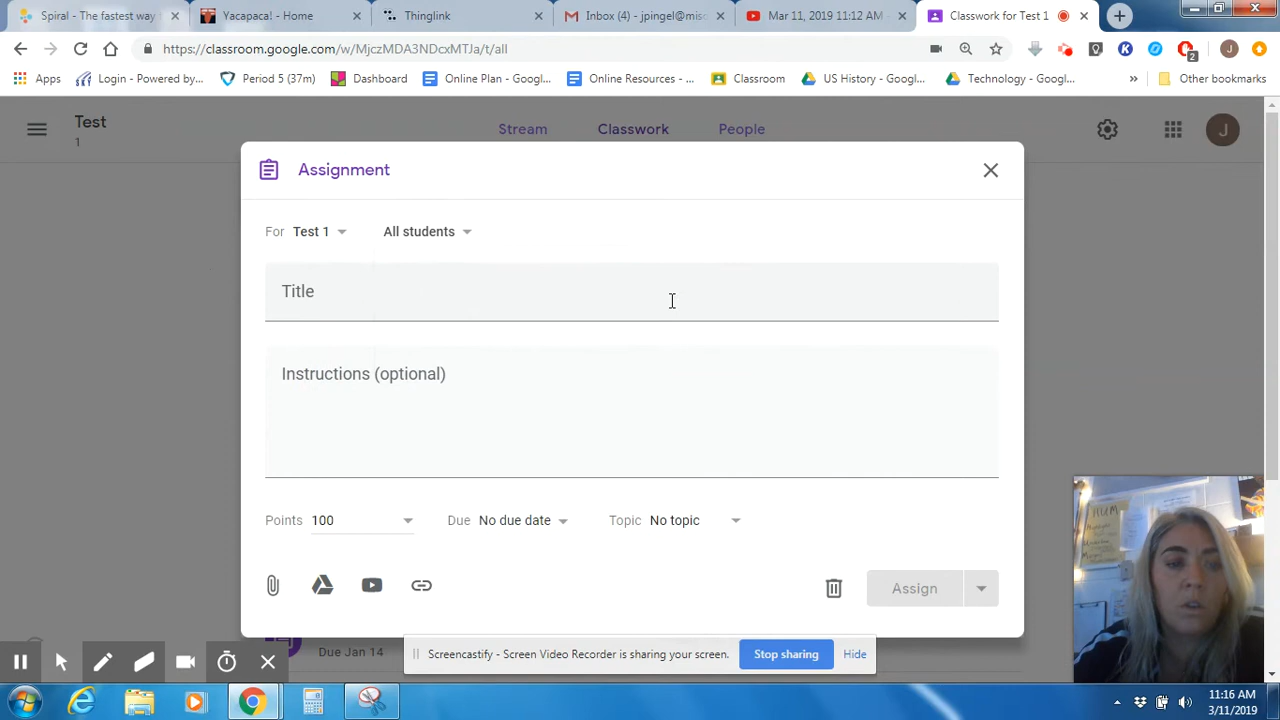 Spiral - The fastest way
Yacapaca! - Home
Thinglink
Inbox (4) - jpingel@misc
Mar 11, 2019 11:12 AM
Classwork for Test 1
https://classroom.google.com/w/MjczMDA3NDcxMTJa/t/all
J
Apps
Login - Powered by...
Period 5 (37m)
Dashboard
Online Plan - Googl...
Online Resources - ...
Classroom
US History - Googl...
Technology - Googl...
»
Other bookmarks
2
Test
1
Stream
Classwork
People
J
Assignment
For Test 1
All students
Title
Instructions (optional)
Points 100
Due No due date
Topic No topic
Assign
Due Jan 14
Screencastify - Screen Video Recorder is sharing your screen.
Stop sharing
Hide
11:16 AM
3/11/2019